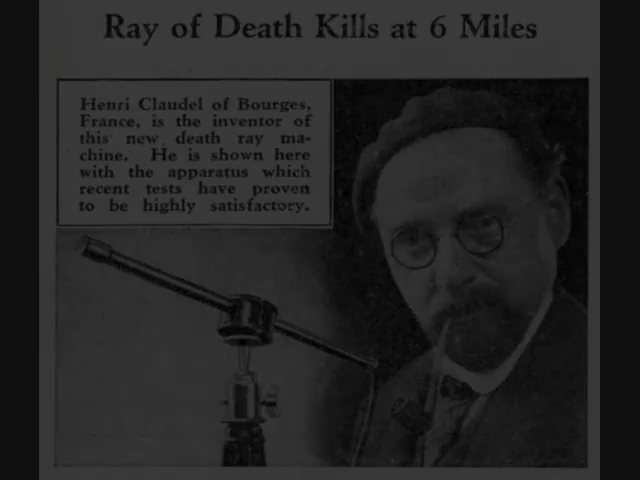 Ray of Death Kills at 6 Miles
Henri Claudel of Bourges,
France, is the inventor of
this new death ray ma-
chine. He is shown here
with the apparatus which
recent tests have proven
to be highly satisfactory.